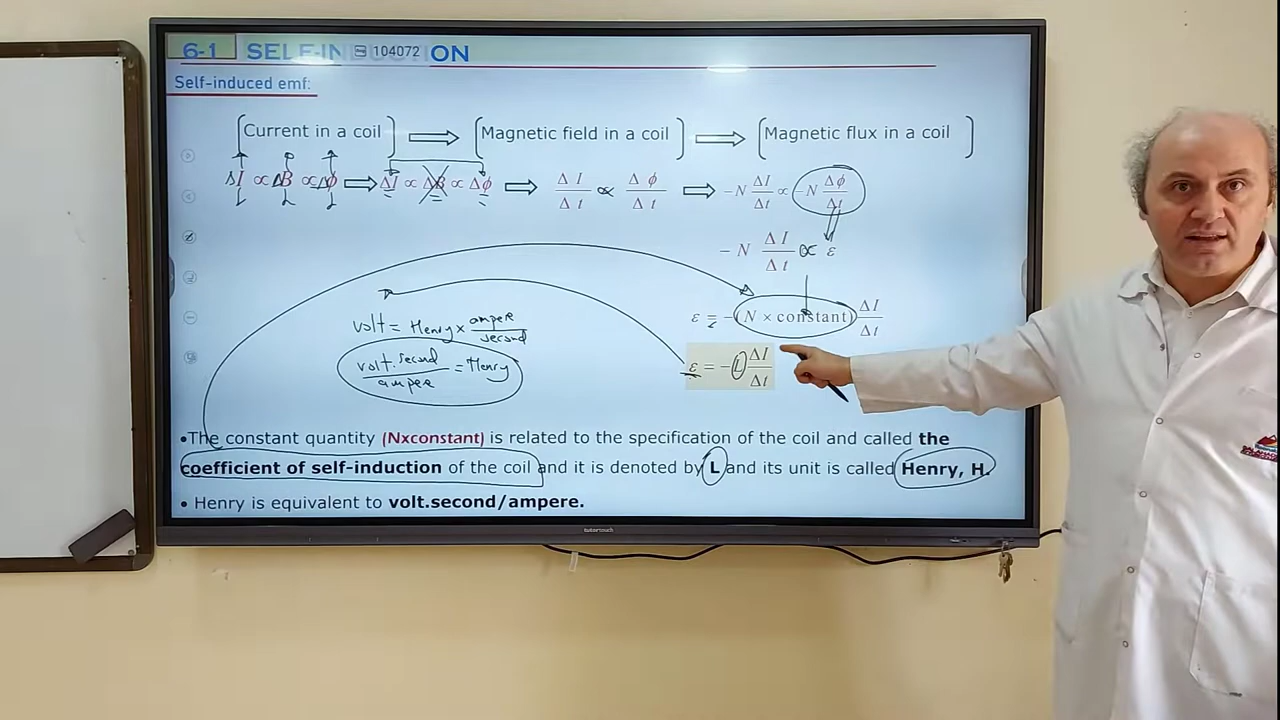 6-1 SELF-IN 104072 ON
Self-induced emf:
Current in a coil ⟹ Magnetic field in a coil ⟹ Magnetic flux in a coil
ΔI ∝ ΔB ∝ Δϕ ⟹ ΔI ∝ ΔB ∝ Δϕ ⟹ ΔI/Δt ∝ Δϕ/Δt ⟹ -N ΔI/Δt ∝ -N Δϕ/Δt
-N ΔI/Δt ∝ ε
ε = -(N × constant) ΔI/Δt
volt = Henry × ampere/second
volt.second/ampere = Henry
ε = -L ΔI/Δt
•The constant quantity (Nxconstant) is related to the specification of the coil and called the
coefficient of self-induction of the coil and it is denoted by L and its unit is called Henry, H.
• Henry is equivalent to volt.second/ampere.